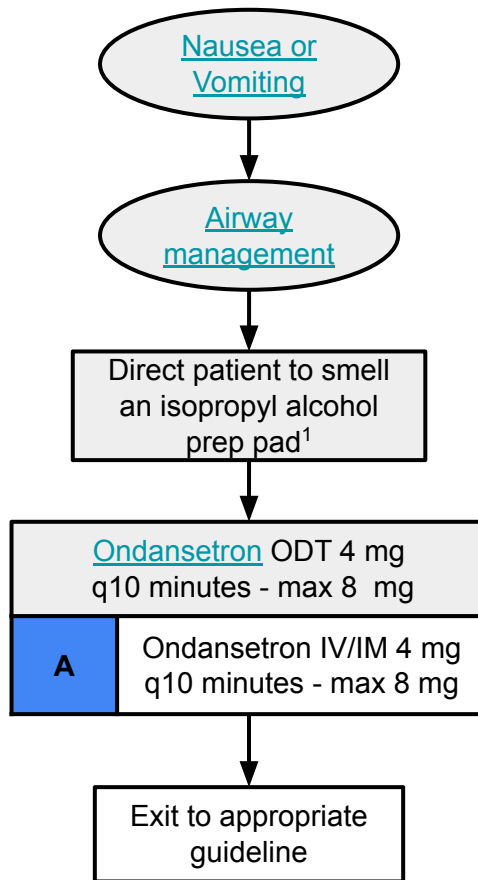 Nausea or
Vomiting
Airway
management
Direct patient to smell
an isopropyl alcohol
prep pad¹
Ondansetron ODT 4 mg
q10 minutes - max 8  mg
A
Ondansetron IV/IM 4 mg
q10 minutes - max 8 mg
Exit to appropriate
guideline